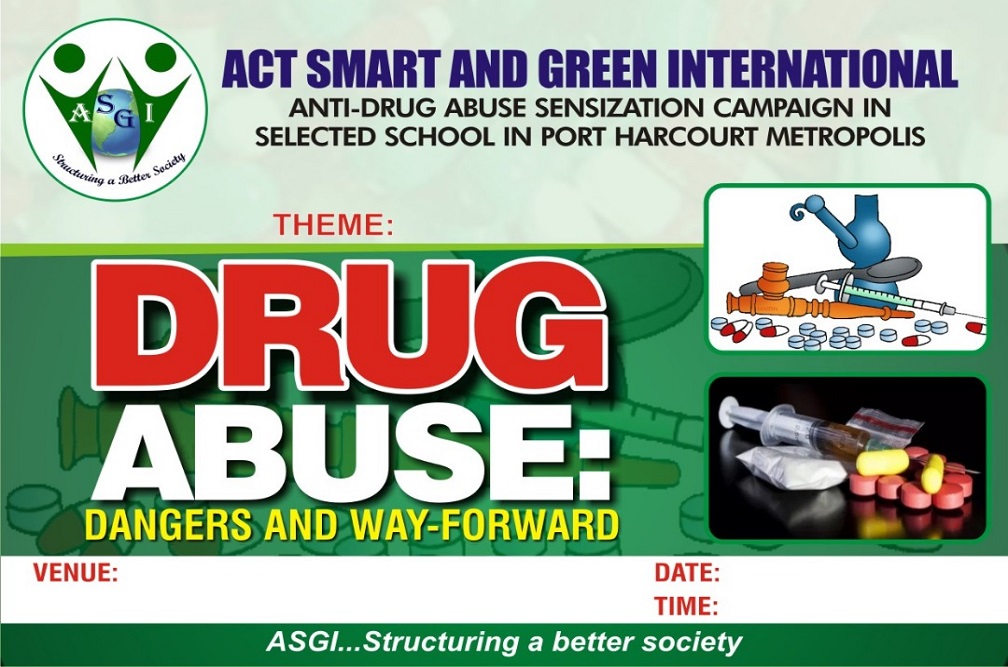 ASGI
Structuring a Better Society
ACT SMART AND GREEN INTERNATIONAL
ANTI-DRUG ABUSE SENSIZATION CAMPAIGN IN
SELECTED SCHOOL IN PORT HARCOURT METROPOLIS
THEME:
DRUG
ABUSE:
DANGERS AND WAY-FORWARD
VENUE:
DATE:
TIME:
ASGI...Structuring a better society